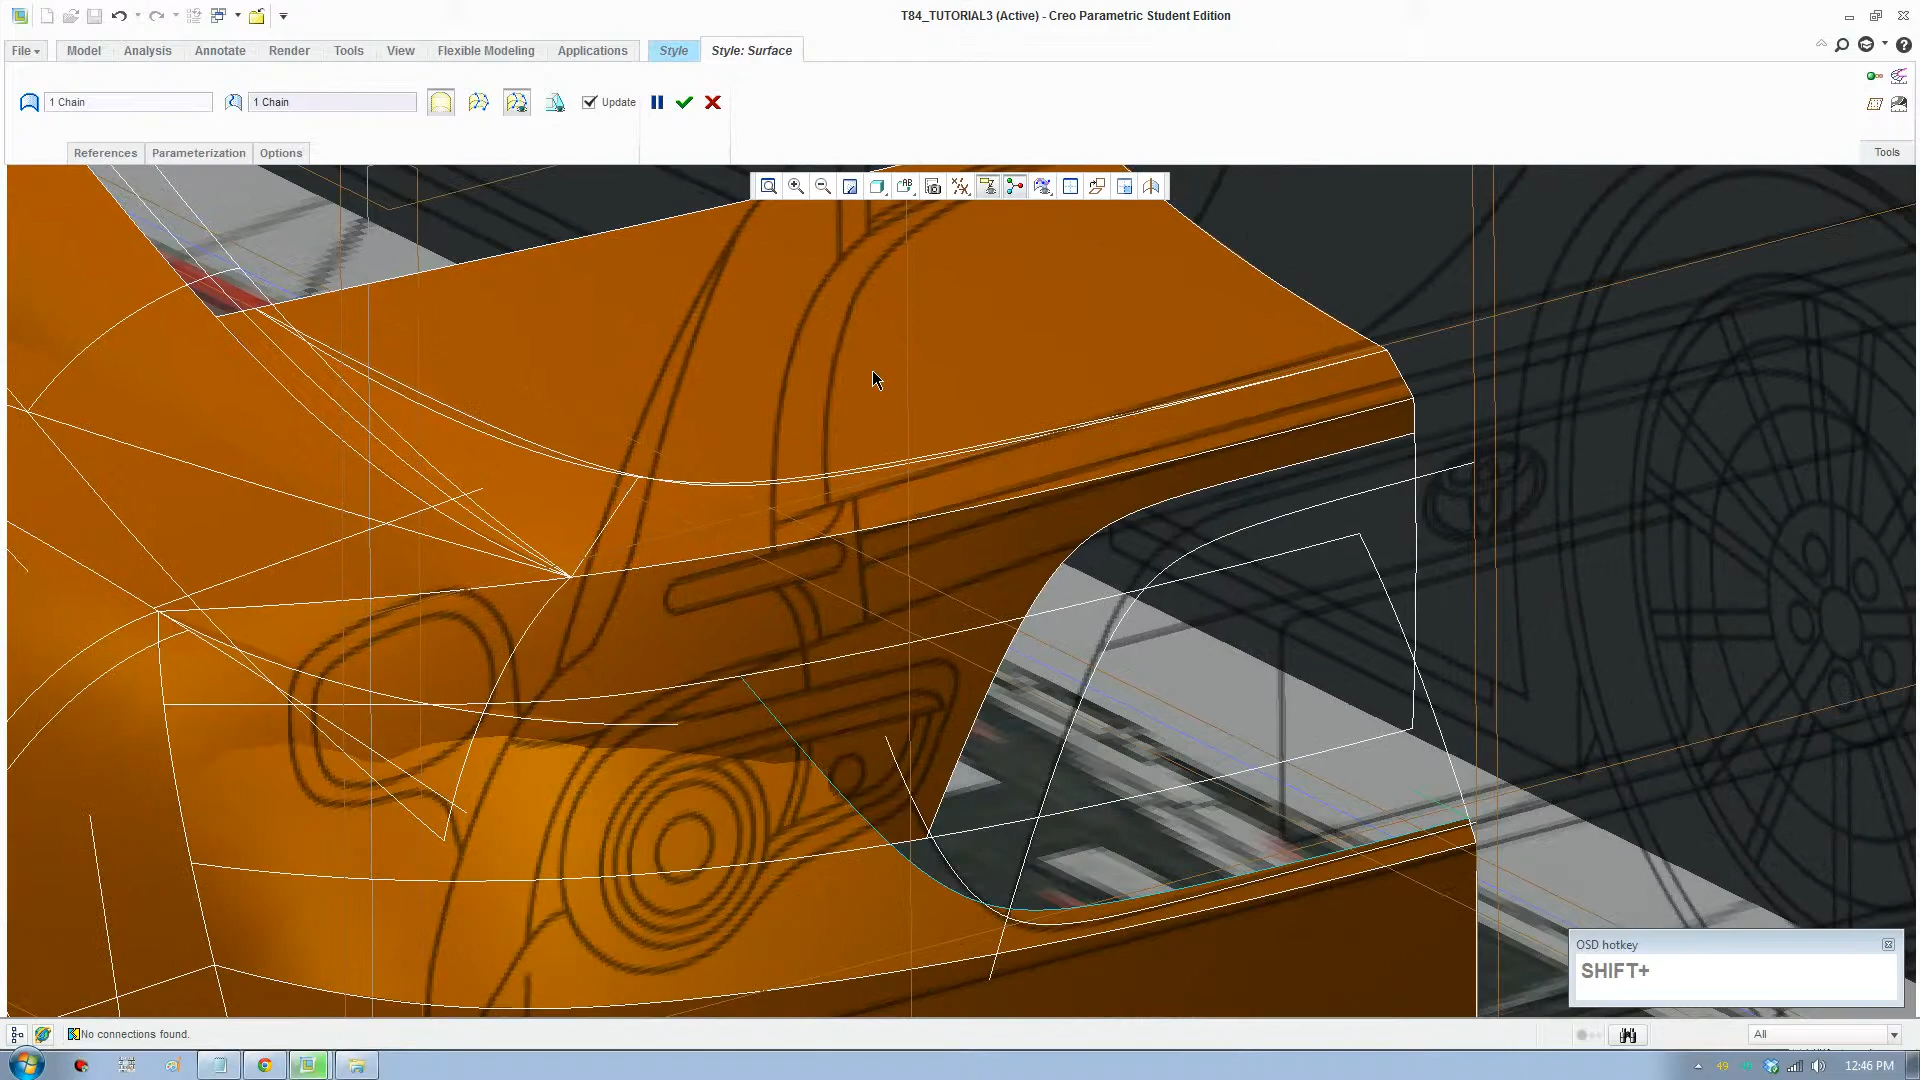 T84_TUTORIAL3 (Active) - Creo Parametric Student Edition
File Model Analysis Annotate Render Tools View Flexible Modeling Applications Style Style: Surface
1 Chain 1 Chain Update
References Parameterization Options Tools
OSD hotkey
SHIFT+
No connections found. All
49 12:46 PM